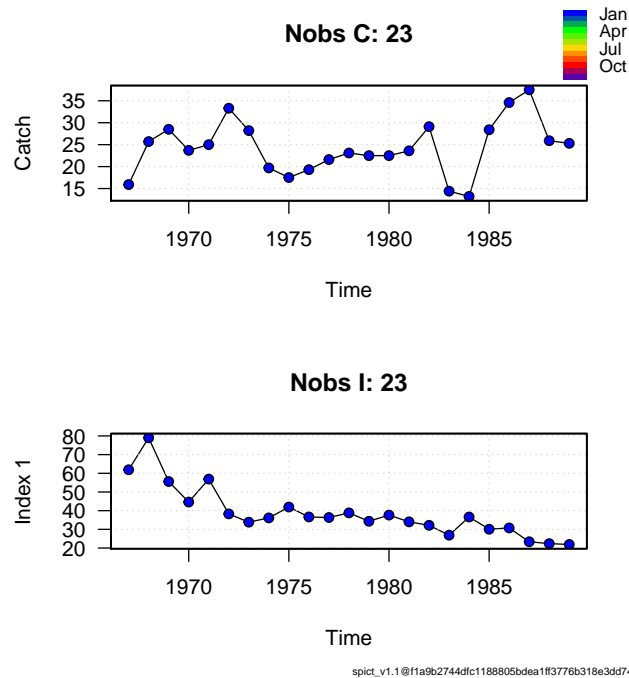 Nobs C: 23
Jan
Apr
Jul
Oct
Catch
35
30
25
20
15
1970 1975 1980 1985
Time
Nobs I: 23
Index 1
80
70
60
50
40
30
20
1970 1975 1980 1985
Time
spict_v1.1@f1a9b2744dfc1188805bdea1ff3776b318e3dd74